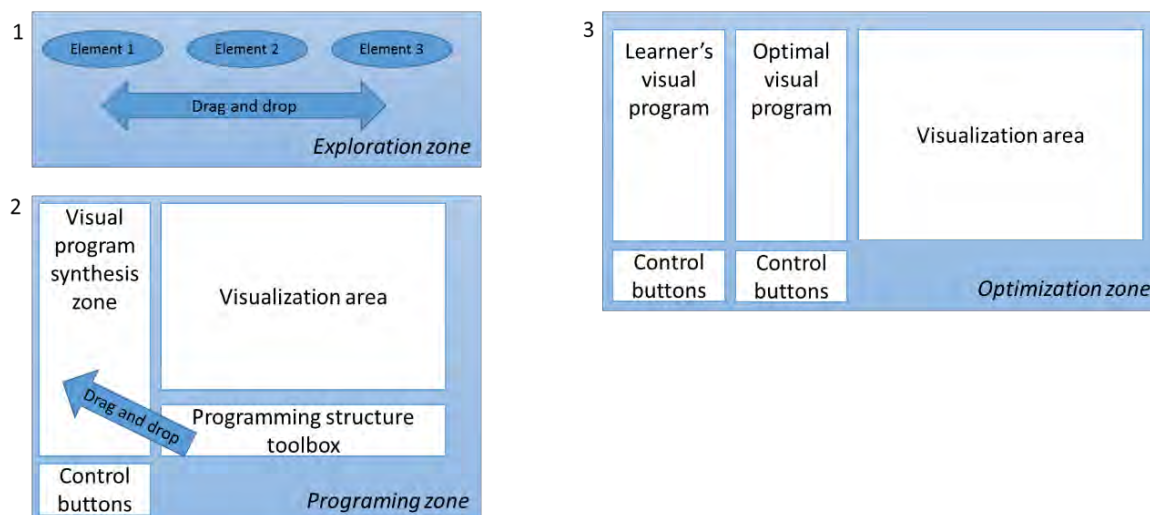 1
Element 1 Element 2 Element 3
Drag and drop
Exploration zone
2
Visual
program
synthesis
zone
Visualization area
Drag and drop
Programming structure
toolbox
Control
buttons
Programing zone
3
Learner's
visual
program
Optimal
visual
program
Visualization area
Control
buttons
Control
buttons
Optimization zone